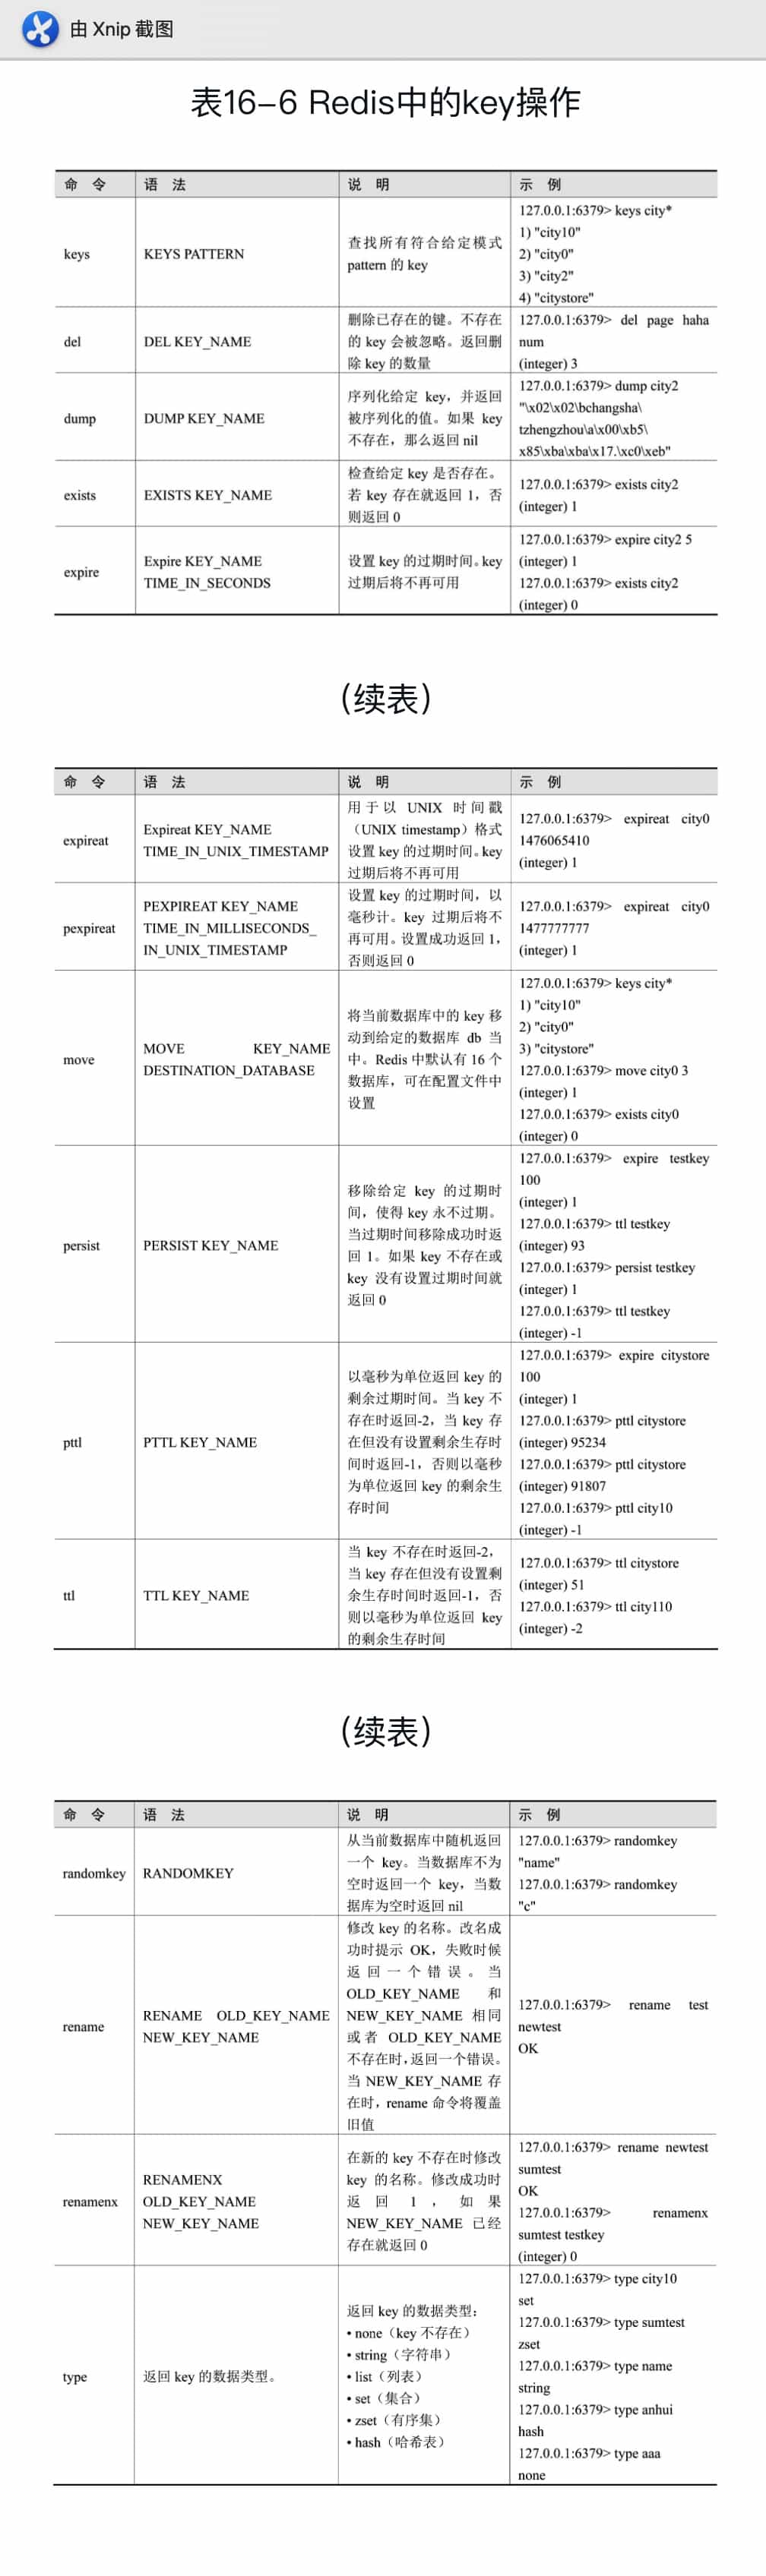 由 Xnip 截图
表16-6 Redis中的key操作
命 令 语 法 说 明 示 例
keys
KEYS PATTERN
查找所有符合给定模式
pattern 的 key
127.0.0.1:6379> keys city*
1) "city10"
2) "city0"
3) "city2"
4) "citystore"
del
DEL KEY_NAME
删除已存在的键。不存在
的 key 会被忽略。返回删
除 key 的数量
127.0.0.1:6379> del page haha
num
(integer) 3
dump
DUMP KEY_NAME
序列化给定 key，并返回
被序列化的值。如果 key
不存在，那么返回 nil
127.0.0.1:6379> dump city2
"\x02\x02\bchangsha\
tzhengzhou\a\x00\xb5\
x85\xba\xba\x17.\xc0\xeb"
exists
EXISTS KEY_NAME
检查给定 key 是否存在。
若 key 存在就返回 1，否
则返回 0
127.0.0.1:6379> exists city2
(integer) 1
expire
Expire KEY_NAME
TIME_IN_SECONDS
设置 key 的过期时间。key
过期后将不再可用
127.0.0.1:6379> expire city2 5
(integer) 1
127.0.0.1:6379> exists city2
(integer) 0
（续表）
命 令 语 法 说 明 示 例
expireat
Expireat KEY_NAME
TIME_IN_UNIX_TIMESTAMP
用于以 UNIX 时间戳
（UNIX timestamp）格式
设置 key 的过期时间。key
过期后将不再可用
127.0.0.1:6379> expireat city0
1476065410
(integer) 1
pexpireat
PEXPIREAT KEY_NAME
TIME_IN_MILLISECONDS_
IN_UNIX_TIMESTAMP
设置 key 的过期时间，以
毫秒计。key 过期后将不
再可用。设置成功返回 1，
否则返回 0
127.0.0.1:6379> expireat city0
1477777777
(integer) 1
move
MOVE KEY_NAME
DESTINATION_DATABASE
将当前数据库中的 key 移
动到给定的数据库 db 当
中。Redis 中默认有 16 个
数据库，可在配置文件中
设置
127.0.0.1:6379> keys city*
1) "city10"
2) "city0"
3) "citystore"
127.0.0.1:6379> move city0 3
(integer) 1
127.0.0.1:6379> exists city0
(integer) 0
persist
PERSIST KEY_NAME
移除给定 key 的过期时
间，使得 key 永不过期。
当过期时间移除成功时返
回 1。如果 key 不存在或
key 没有设置过期时间就
返回 0
127.0.0.1:6379> expire testkey
100
(integer) 1
127.0.0.1:6379> ttl testkey
(integer) 93
127.0.0.1:6379> persist testkey
(integer) 1
127.0.0.1:6379> ttl testkey
(integer) -1
pttl
PTTL KEY_NAME
以毫秒为单位返回 key 的
剩余过期时间。当 key 不
存在时返回-2，当 key 存
在但没有设置剩余生存时
间时返回-1，否则以毫秒
为单位返回 key 的剩余生
存时间
127.0.0.1:6379> expire citystore
100
(integer) 1
127.0.0.1:6379> pttl citystore
(integer) 95234
127.0.0.1:6379> pttl citystore
(integer) 91807
127.0.0.1:6379> pttl city10
(integer) -1
ttl
TTL KEY_NAME
当 key 不存在时返回-2，
当 key 存在但没有设置剩
余生存时间时返回-1，否
则以毫秒为单位返回 key
的剩余生存时间
127.0.0.1:6379> ttl citystore
(integer) 51
127.0.0.1:6379> ttl city110
(integer) -2
（续表）
命 令 语 法 说 明 示 例
randomkey
RANDOMKEY
从当前数据库中随机返回
一个 key。当数据库不为
空时返回一个 key，当数
据库为空时返回 nil
127.0.0.1:6379> randomkey
"name"
127.0.0.1:6379> randomkey
"c"
rename
RENAME OLD_KEY_NAME
NEW_KEY_NAME
修改 key 的名称。改名成
功时提示 OK，失败时候
返回一个错误。当
OLD_KEY_NAME 和
NEW_KEY_NAME 相同
或者 OLD_KEY_NAME
不存在时，返回一个错误。
当 NEW_KEY_NAME 存
在时，rename 命令将覆盖
旧值
127.0.0.1:6379> rename test
newtest
OK
renamenx
RENAMENX
OLD_KEY_NAME
NEW_KEY_NAME
在新的 key 不存在时修改
key 的名称。修改成功时
返回 1，如果
NEW_KEY_NAME 已经
存在就返回 0
127.0.0.1:6379> rename newtest
sumtest
OK
127.0.0.1:6379> renamenx
sumtest testkey
(integer) 0
type
返回 key 的数据类型。
返回 key 的数据类型：
• none（key 不存在）
• string（字符串）
• list（列表）
• set（集合）
• zset（有序集）
• hash（哈希表）
127.0.0.1:6379> type city10
set
127.0.0.1:6379> type sumtest
zset
127.0.0.1:6379> type name
string
127.0.0.1:6379> type anhui
hash
127.0.0.1:6379> type aaa
none